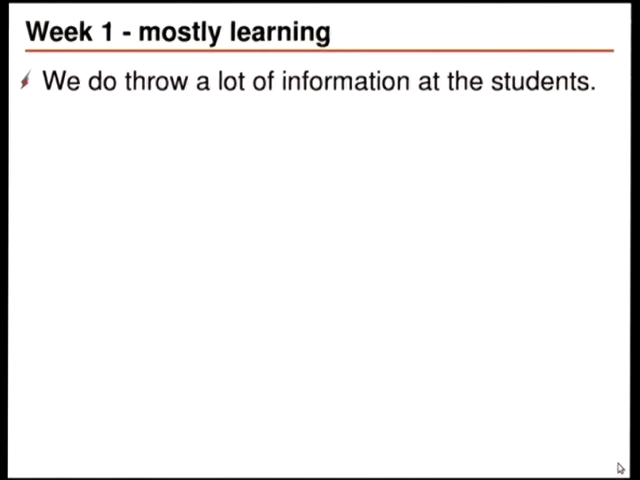 Week 1 - mostly learning
We do throw a lot of information at the students.